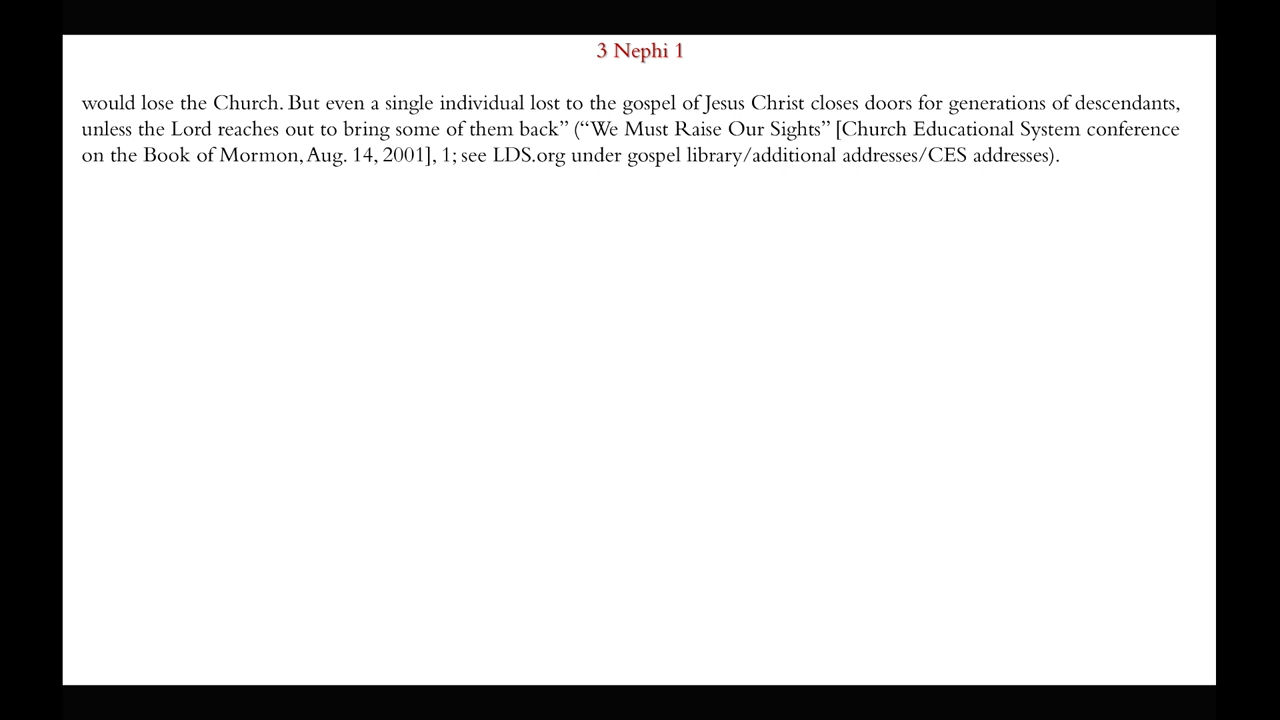 3 Nephi 1
would lose the Church. But even a single individual lost to the gospel of Jesus Christ closes doors for generations of descendants,
unless the Lord reaches out to bring some of them back” (“We Must Raise Our Sights” [Church Educational System conference
on the Book of Mormon, Aug. 14, 2001], 1; see LDS.org under gospel library/additional addresses/CES addresses).